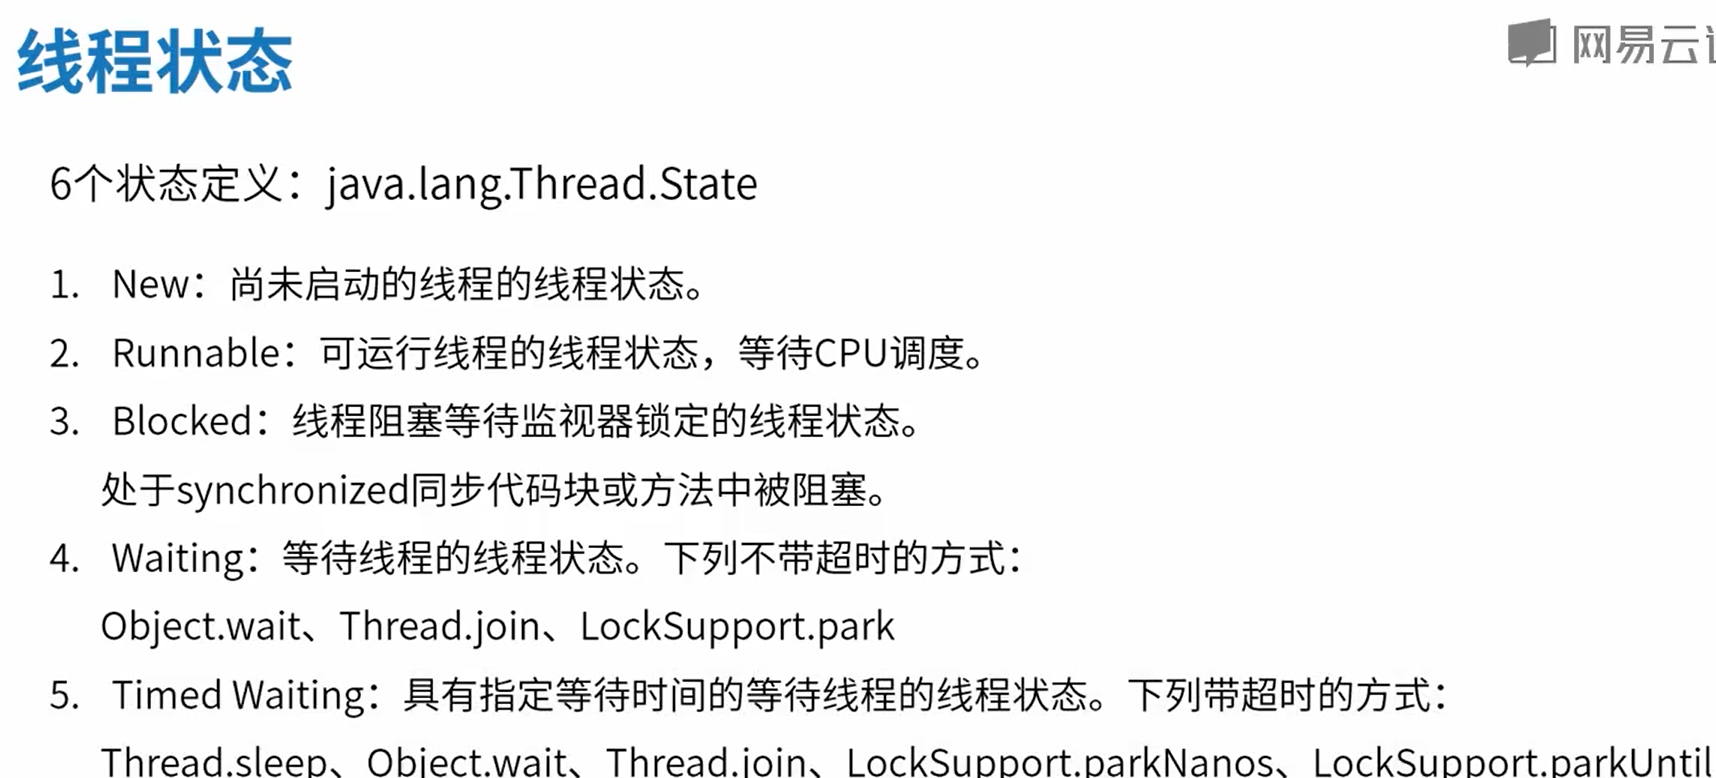 线程状态
网易云
6个状态定义：java.lang.Thread.State
1. New：尚未启动的线程的线程状态。
2. Runnable：可运行线程的线程状态，等待CPU调度。
3. Blocked：线程阻塞等待监视器锁定的线程状态。
处于synchronized同步代码块或方法中被阻塞。
4. Waiting：等待线程的线程状态。下列不带超时的方式：
Object.wait、Thread.join、LockSupport.park
5. Timed Waiting：具有指定等待时间的等待线程的线程状态。下列带超时的方式：
Thread.sleep、Object.wait、Thread.join、LockSupport.parkNanos、LockSupport.parkUntil